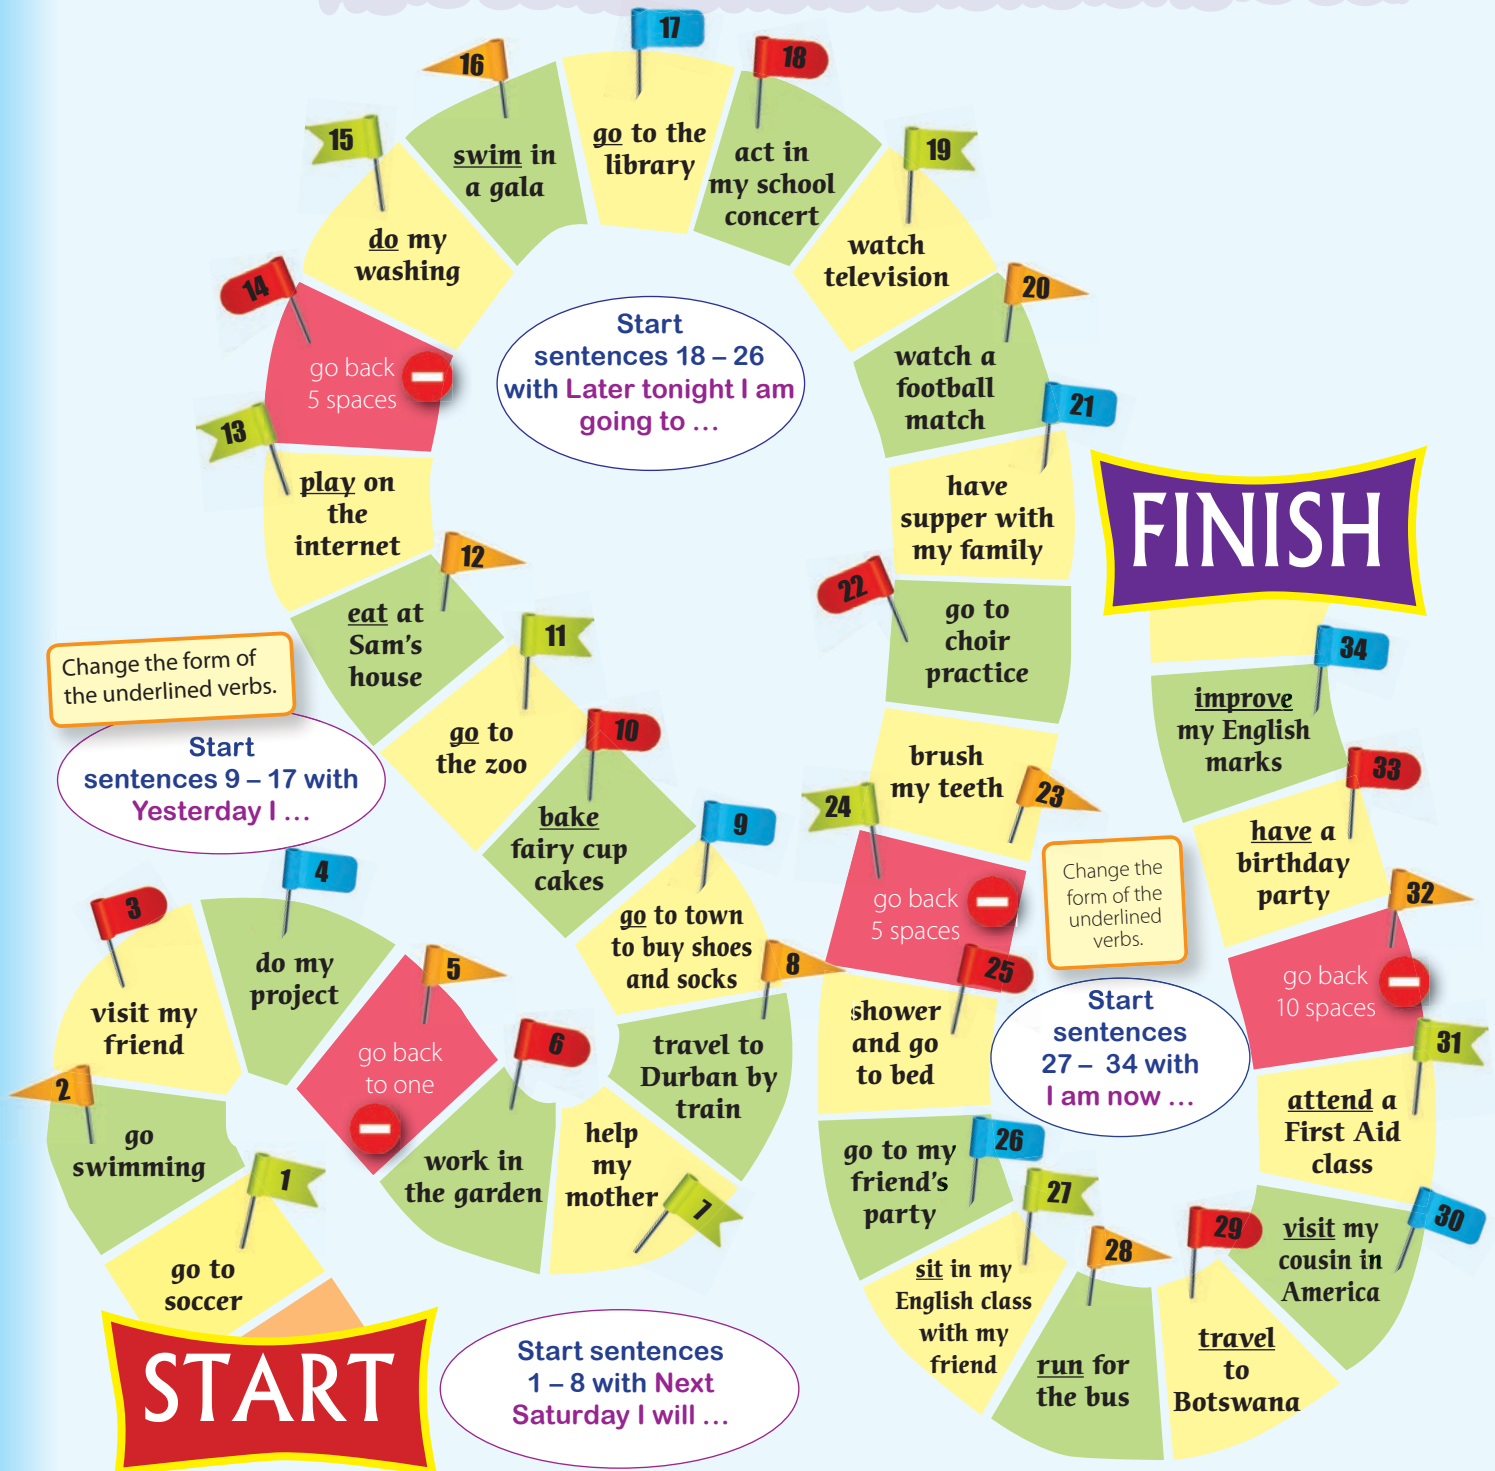 START
1
go to
soccer
2
go
swimming
3
visit my
friend
4
do my
project
5
go back
to one
6
work in
the garden
7
help
my
mother
8
travel to
Durban by
train
Start sentences
1 – 8 with Next
Saturday I will ...
9
go to town
to buy shoes
and socks
10
bake
fairy cup
cakes
11
go to
the zoo
12
eat at
Sam's
house
13
play on
the
internet
14
go back
5 spaces
15
do my
washing
16
swim in
a gala
17
go to the
library
Change the form of
the underlined verbs.
Start
sentences 9 – 17 with
Yesterday I ...
18
act in
my school
concert
19
watch
television
20
watch a
football
match
21
have
supper with
my family
22
go to
choir
practice
23
brush
my teeth
24
go back
5 spaces
25
shower
and go
to bed
26
go to my
friend's
party
Start
sentences 18 – 26
with Later tonight I am
going to ...
27
sit in my
English class
with my
friend
28
run for
the bus
29
travel
to
Botswana
30
visit my
cousin in
America
31
attend a
First Aid
class
32
go back
10 spaces
33
have a
birthday
party
34
improve
my English
marks
Change the
form of the
underlined
verbs.
Start
sentences
27 – 34 with
I am now ...
FINISH